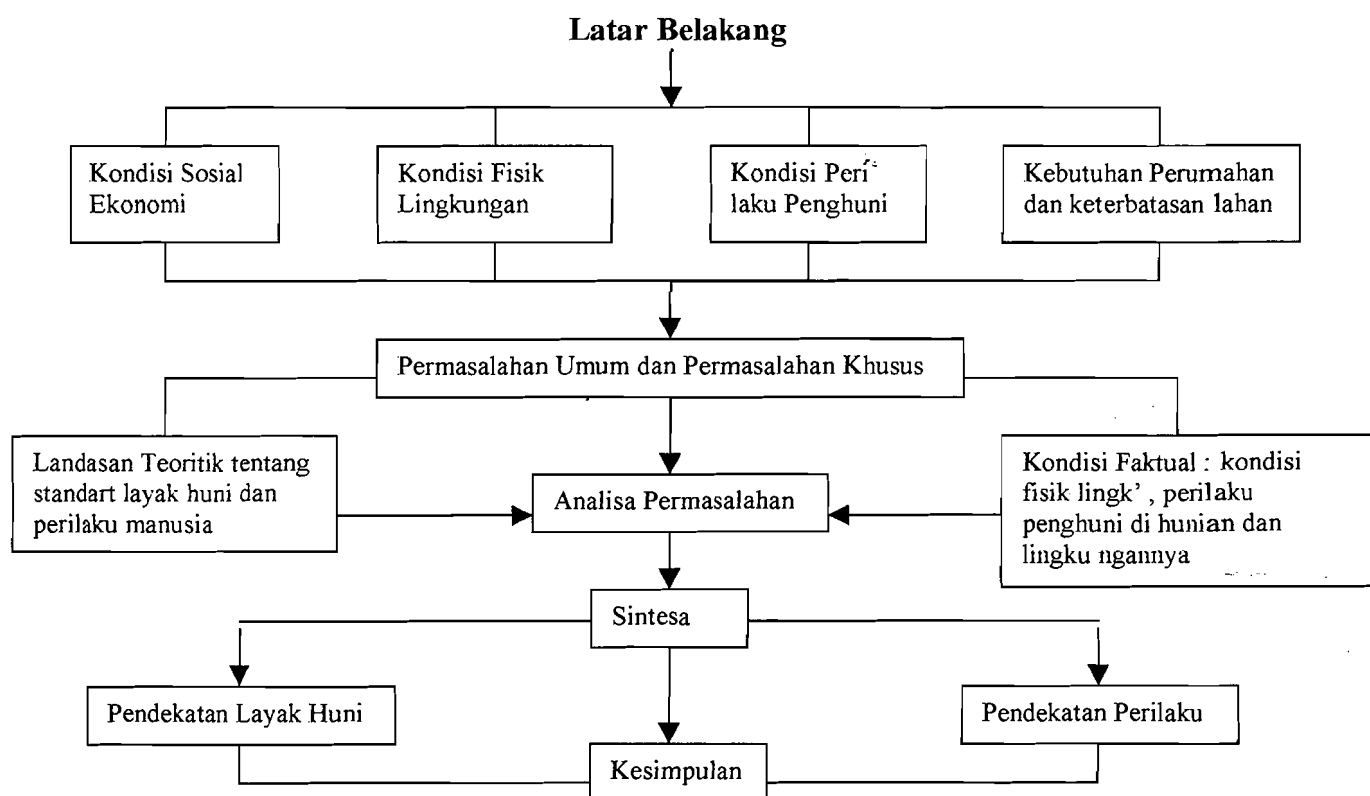 Latar Belakang
Kondisi Sosial
Ekonomi
Kondisi Fisik
Lingkungan
Kondisi Peri
laku Penghuni
Kebutuhan Perumahan
dan keterbatasan lahan
Permasalahan Umum dan Permasalahan Khusus
Landasan Teoritik tentang
standart layak huni dan
perilaku manusia
Analisa Permasalahan
Kondisi Faktual : kondisi
fisik lingk’ , perilaku
penghuni di hunian dan
lingku ngannya
Sintesa
Pendekatan Layak Huni
Pendekatan Perilaku
Kesimpulan